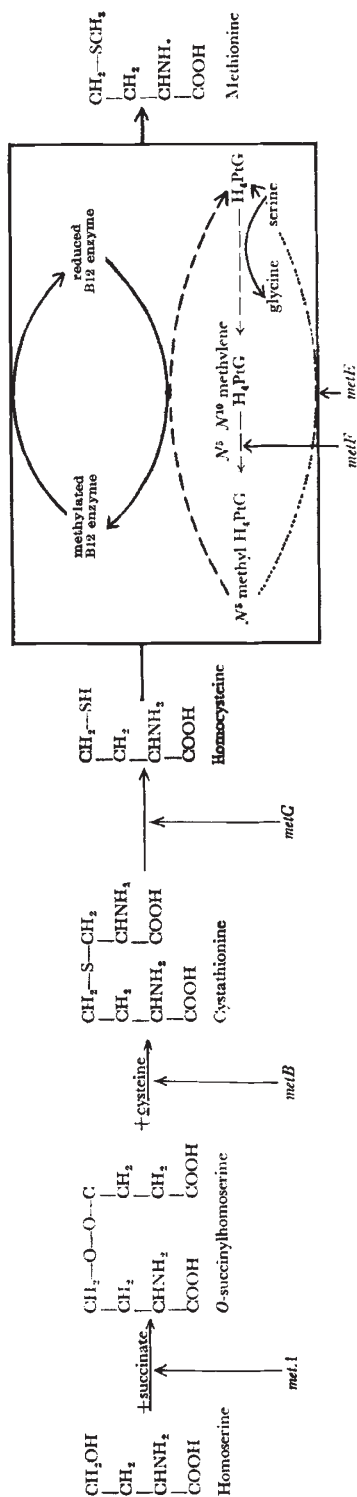 CH₂OH
CH₂
CHNH₂
COOH
Homoserine
+succinate
metA
CH₂—O—O—C
CH₂ CH₂
CHNH₂ CH₂
COOH COOH
O-succinylhomoserine
+cysteine
metB
CH₂—S—CH₂
CH₂ CHNH₂
CHNH₂ COOH
COOH
Cystathionine
metC
CH₂—SH
CH₂
CHNH₂
COOH
Homocysteine
methylated
B12 enzyme
reduced
B12 enzyme
N⁵ methyl H₄PtG
N⁵ N¹⁰ methylene
H₄PtG
H₄PtG
glycine
serine
metF
metE
CH₂—SCH₃
CH₂
CHNH₂
COOH
Methionine